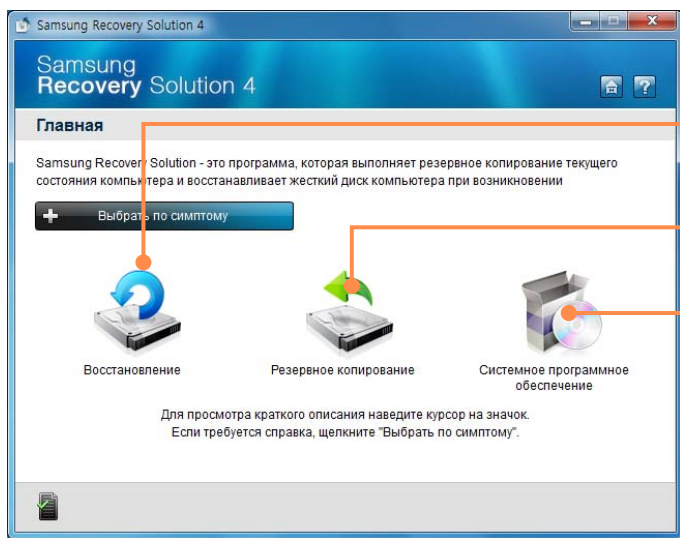 Samsung Recovery Solution 4
Samsung
Recovery Solution 4
Главная
Samsung Recovery Solution - это программа, которая выполняет резервное копирование текущего
состояния компьютера и восстанавливает жесткий диск компьютера при возникновении
Выбрать по симптому
Восстановление
Резервное копирование
Системное программное
обеспечение
Для просмотра краткого описания наведите курсор на значок.
Если требуется справка, щелкните "Выбрать по симптому".